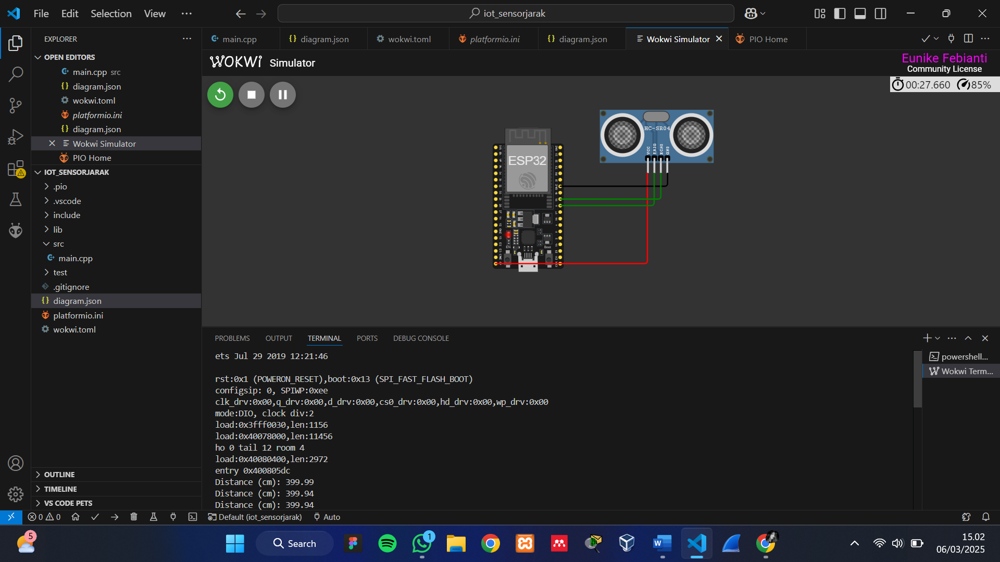 File Edit Selection View
iot_sensorjarak
EXPLORER
OPEN EDITORS
main.cpp src
diagram.json
wokwi.toml
platformio.ini
diagram.json
Wokwi Simulator
PIO Home
IOT_SENSORJARAK
.pio
.vscode
include
lib
src
main.cpp
test
.gitignore
diagram.json
platformio.ini
wokwi.toml
OUTLINE
TIMELINE
VS CODE PETS
main.cpp
diagram.json
wokwi.toml
platformio.ini
diagram.json
Wokwi Simulator
PIO Home
WOKWi Simulator
Eunike Febianti
Community License
00:27.660 85%
HC-SR04
VCC
TRIG
ECHO
GND
ESP32
EN
Boot
PROBLEMS OUTPUT TERMINAL PORTS DEBUG CONSOLE
powershell...
Wokwi Term...
ets Jul 29 2019 12:21:46
rst:0x1 (POWERON_RESET),boot:0x13 (SPI_FAST_FLASH_BOOT)
configsip: 0, SPIWP:0xee
clk_drv:0x00,q_drv:0x00,d_drv:0x00,cs0_drv:0x00,hd_drv:0x00,wp_drv:0x00
mode:DIO, clock div:2
load:0x3fff0030,len:1156
load:0x40078000,len:11456
ho 0 tail 12 room 4
load:0x40080400,len:2972
entry 0x400805dc
Distance (cm): 399.99
Distance (cm): 399.94
Distance (cm): 399.94
0 0
Default (iot_sensorjarak)
Auto
5
Search
1
15.02
06/03/2025